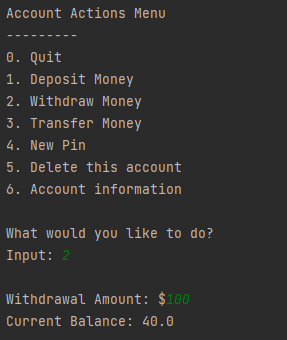 Account Actions Menu
---------
0. Quit
1. Deposit Money
2. Withdraw Money
3. Transfer Money
4. New Pin
5. Delete this account
6. Account information
What would you like to do?
Input: 2
Withdrawal Amount: $100
Current Balance: 40.0